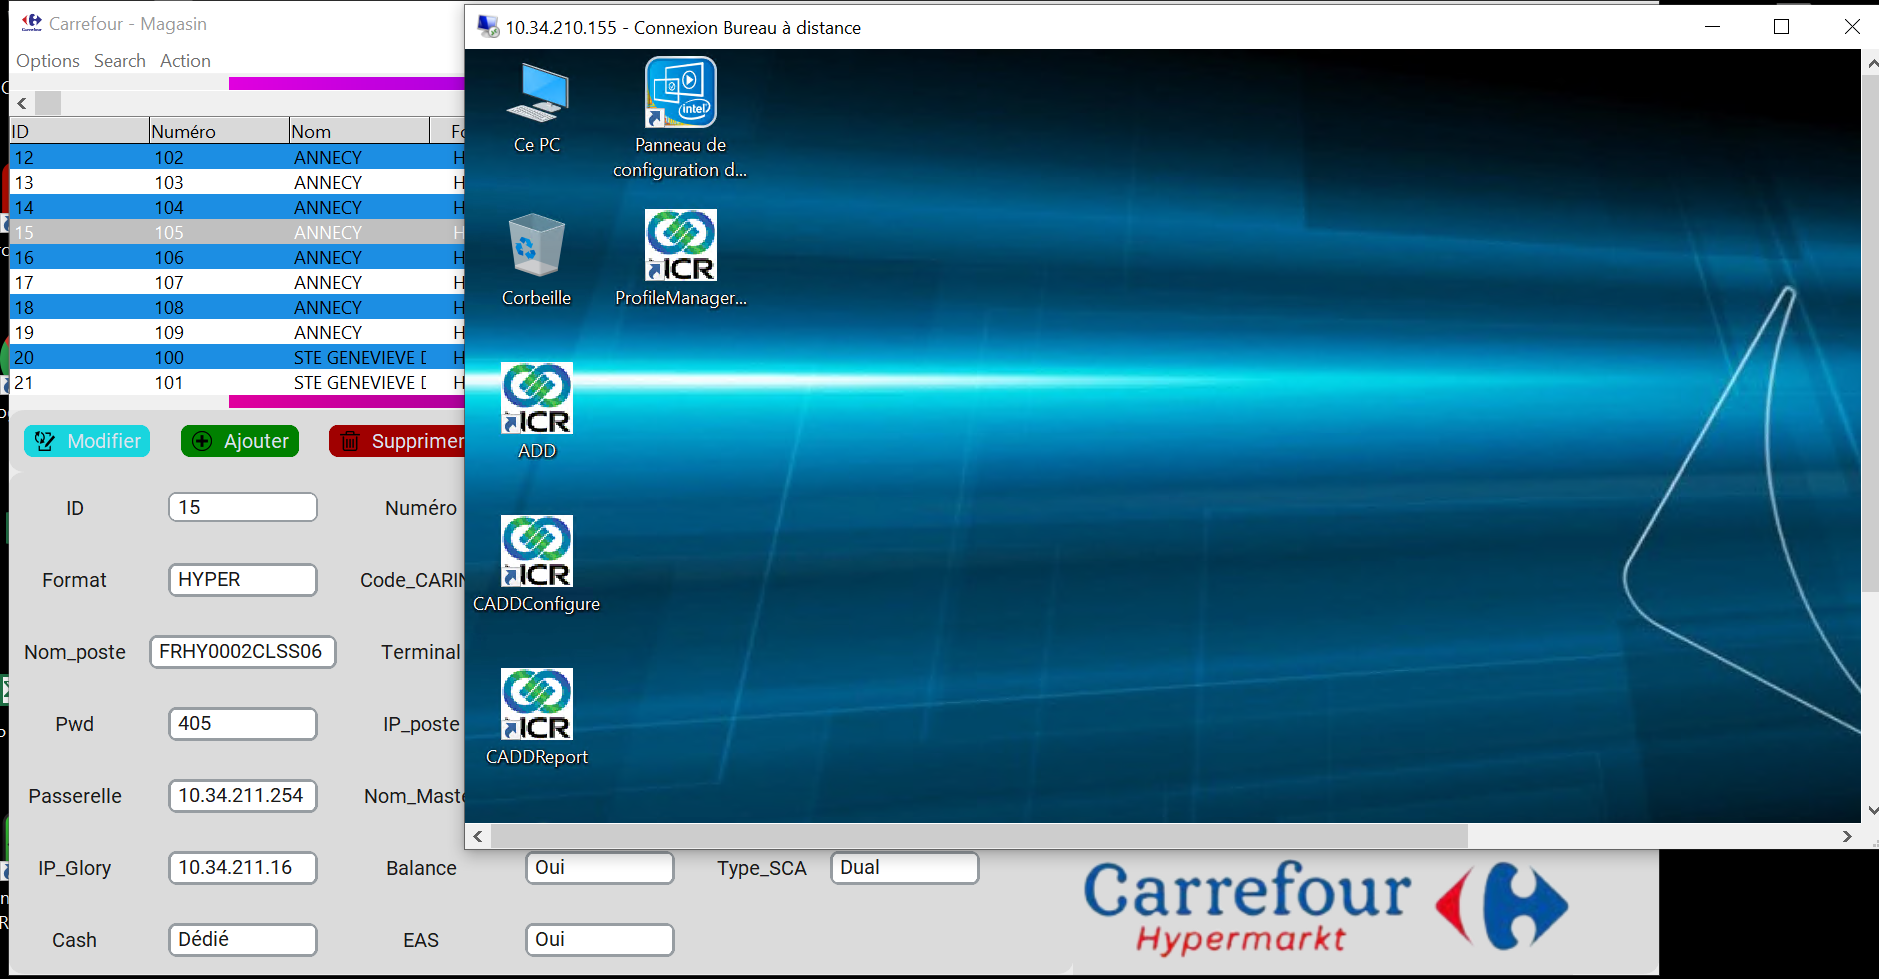 Carrefour - Magasin
Options Search Action
ID Numéro Nom
12 102 ANNECY H
13 103 ANNECY H
14 104 ANNECY H
15 105 ANNECY H
16 106 ANNECY H
17 107 ANNECY H
18 108 ANNECY H
19 109 ANNECY H
20 100 STE GENEVIEVE H
21 101 STE GENEVIEVE H
Modifier Ajouter Supprimer
ID 15 Numéro
Format HYPER
Nom_poste FRHY0002CLSS06 Terminal
Pwd 405 IP_poste
Passerelle 10.34.211.254
IP_Glory 10.34.211.16 Balance Oui Type_SCA Dual
Cash Dédié EAS Oui
Carrefour
Hypermarkt
10.34.210.155 - Connexion Bureau à distance
Ce PC
Panneau de
configuration d...
intel
Corbeille
ICR
ProfileManager...
ICR
ADD
ICR
CADDConfigure
ICR
CADDReport